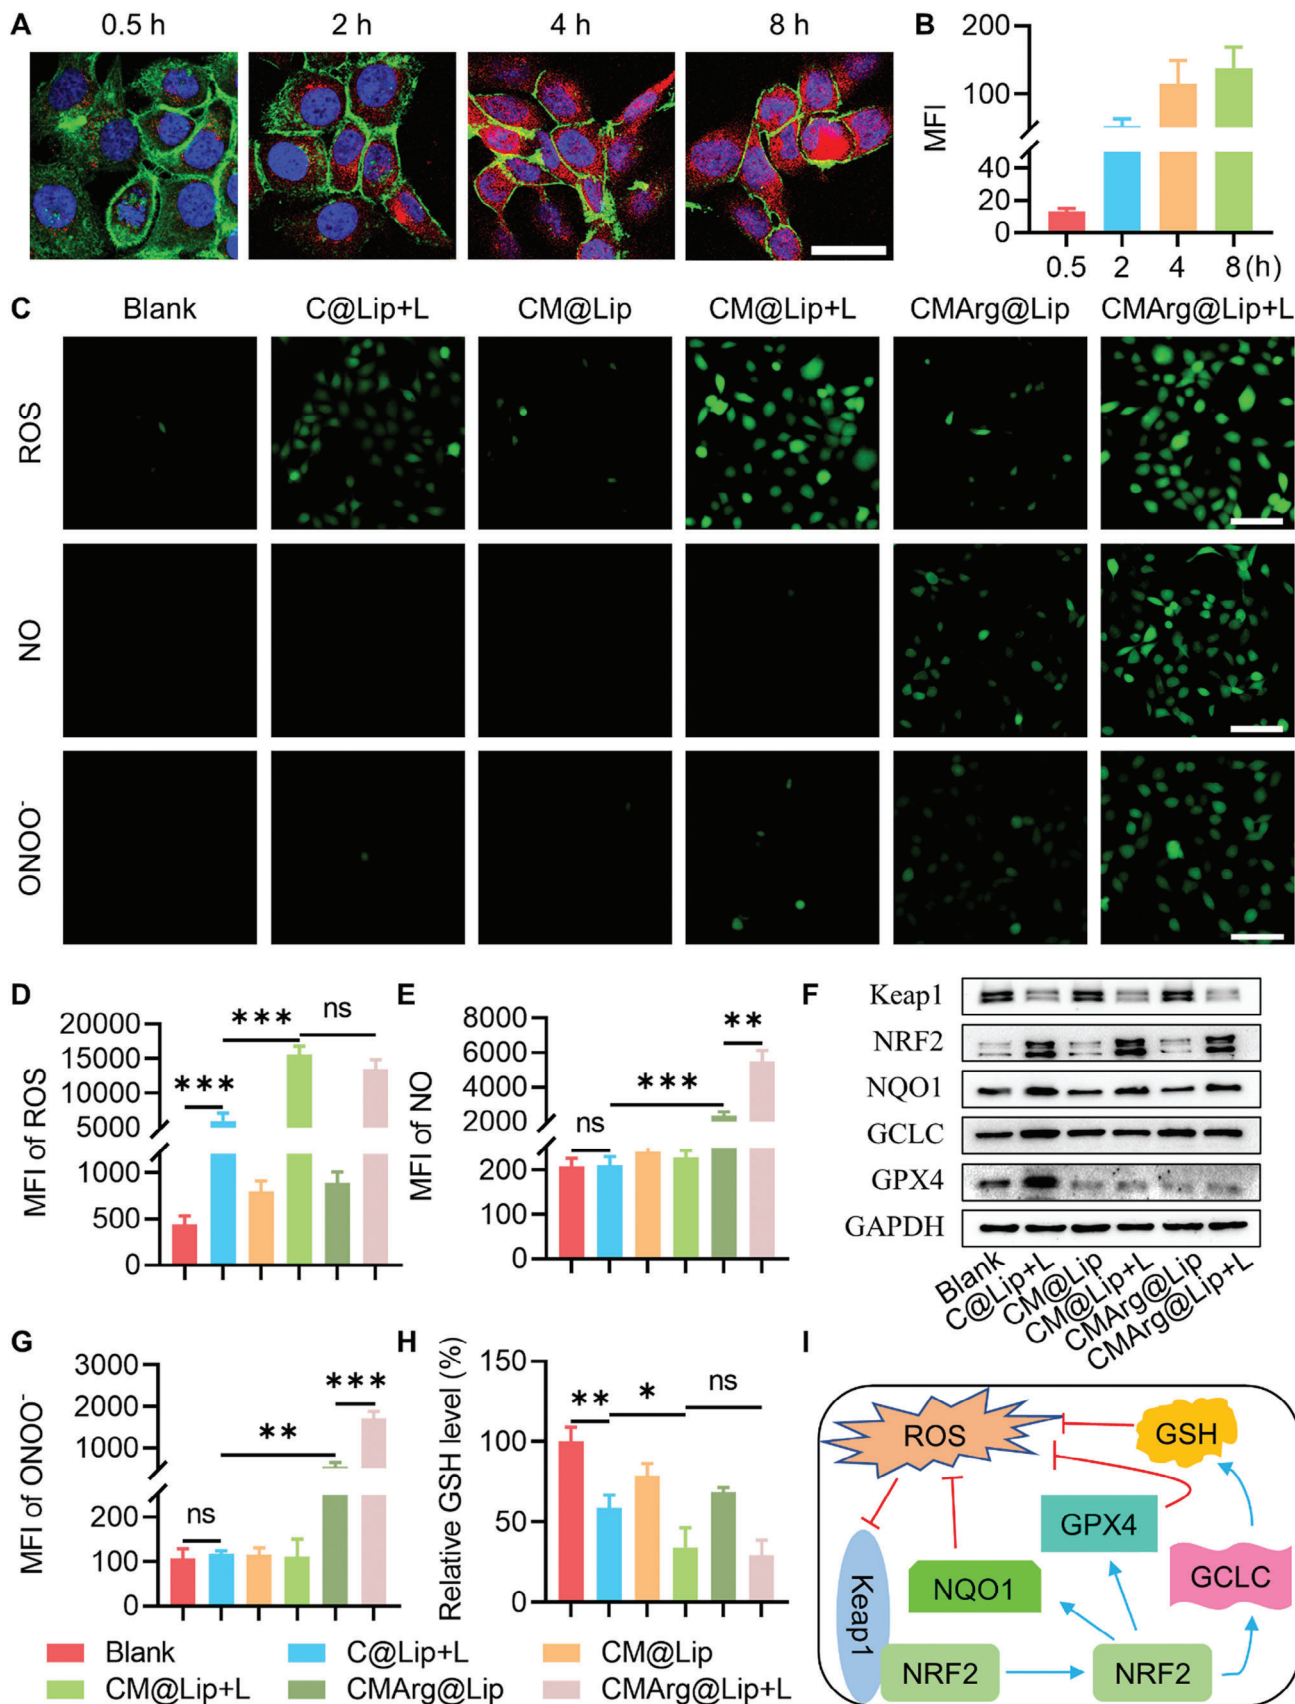 A
0.5 h
2 h
4 h
8 h
B
MFI
200
100
40
20
0
0.5
2
4
8
(h)
C
Blank
C@Lip+L
CM@Lip
CM@Lip+L
CMArg@Lip
CMArg@Lip+L
ROS
NO
ONOO⁻
D
MFI of ROS
20000
15000
10000
5000
1000
500
0
***
***
ns
E
MFI of NO
8000
6000
4000
2000
200
100
0
ns
***
**
F
Keap1
NRF2
NQO1
GCLC
GPX4
GAPDH
Blank
C@Lip+L
CM@Lip
CM@Lip+L
CMArg@Lip
CMArg@Lip+L
G
MFI of ONOO⁻
3000
2000
1000
200
100
0
ns
**
***
H
Relative GSH level (%)
150
100
50
0
**
*
ns
I
ROS
GSH
GPX4
GCLC
NQO1
Keap1
NRF2
NRF2
Blank
C@Lip+L
CM@Lip
CM@Lip+L
CMArg@Lip
CMArg@Lip+L